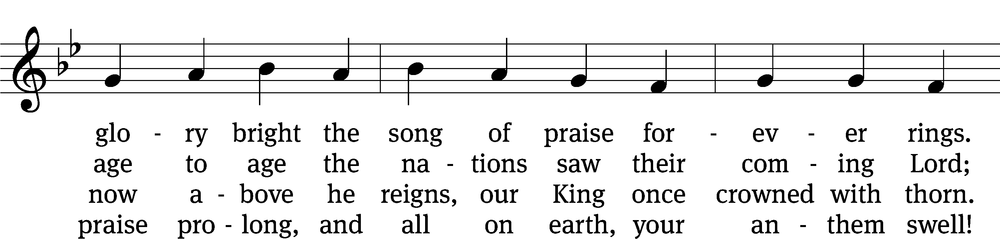 glo - ry bright the song of praise for - ev - er rings.
age to age the na - tions saw their com - ing Lord;
now a - bove he reigns, our King once crowned with thorn.
praise pro - long, and all on earth, your an - them swell!